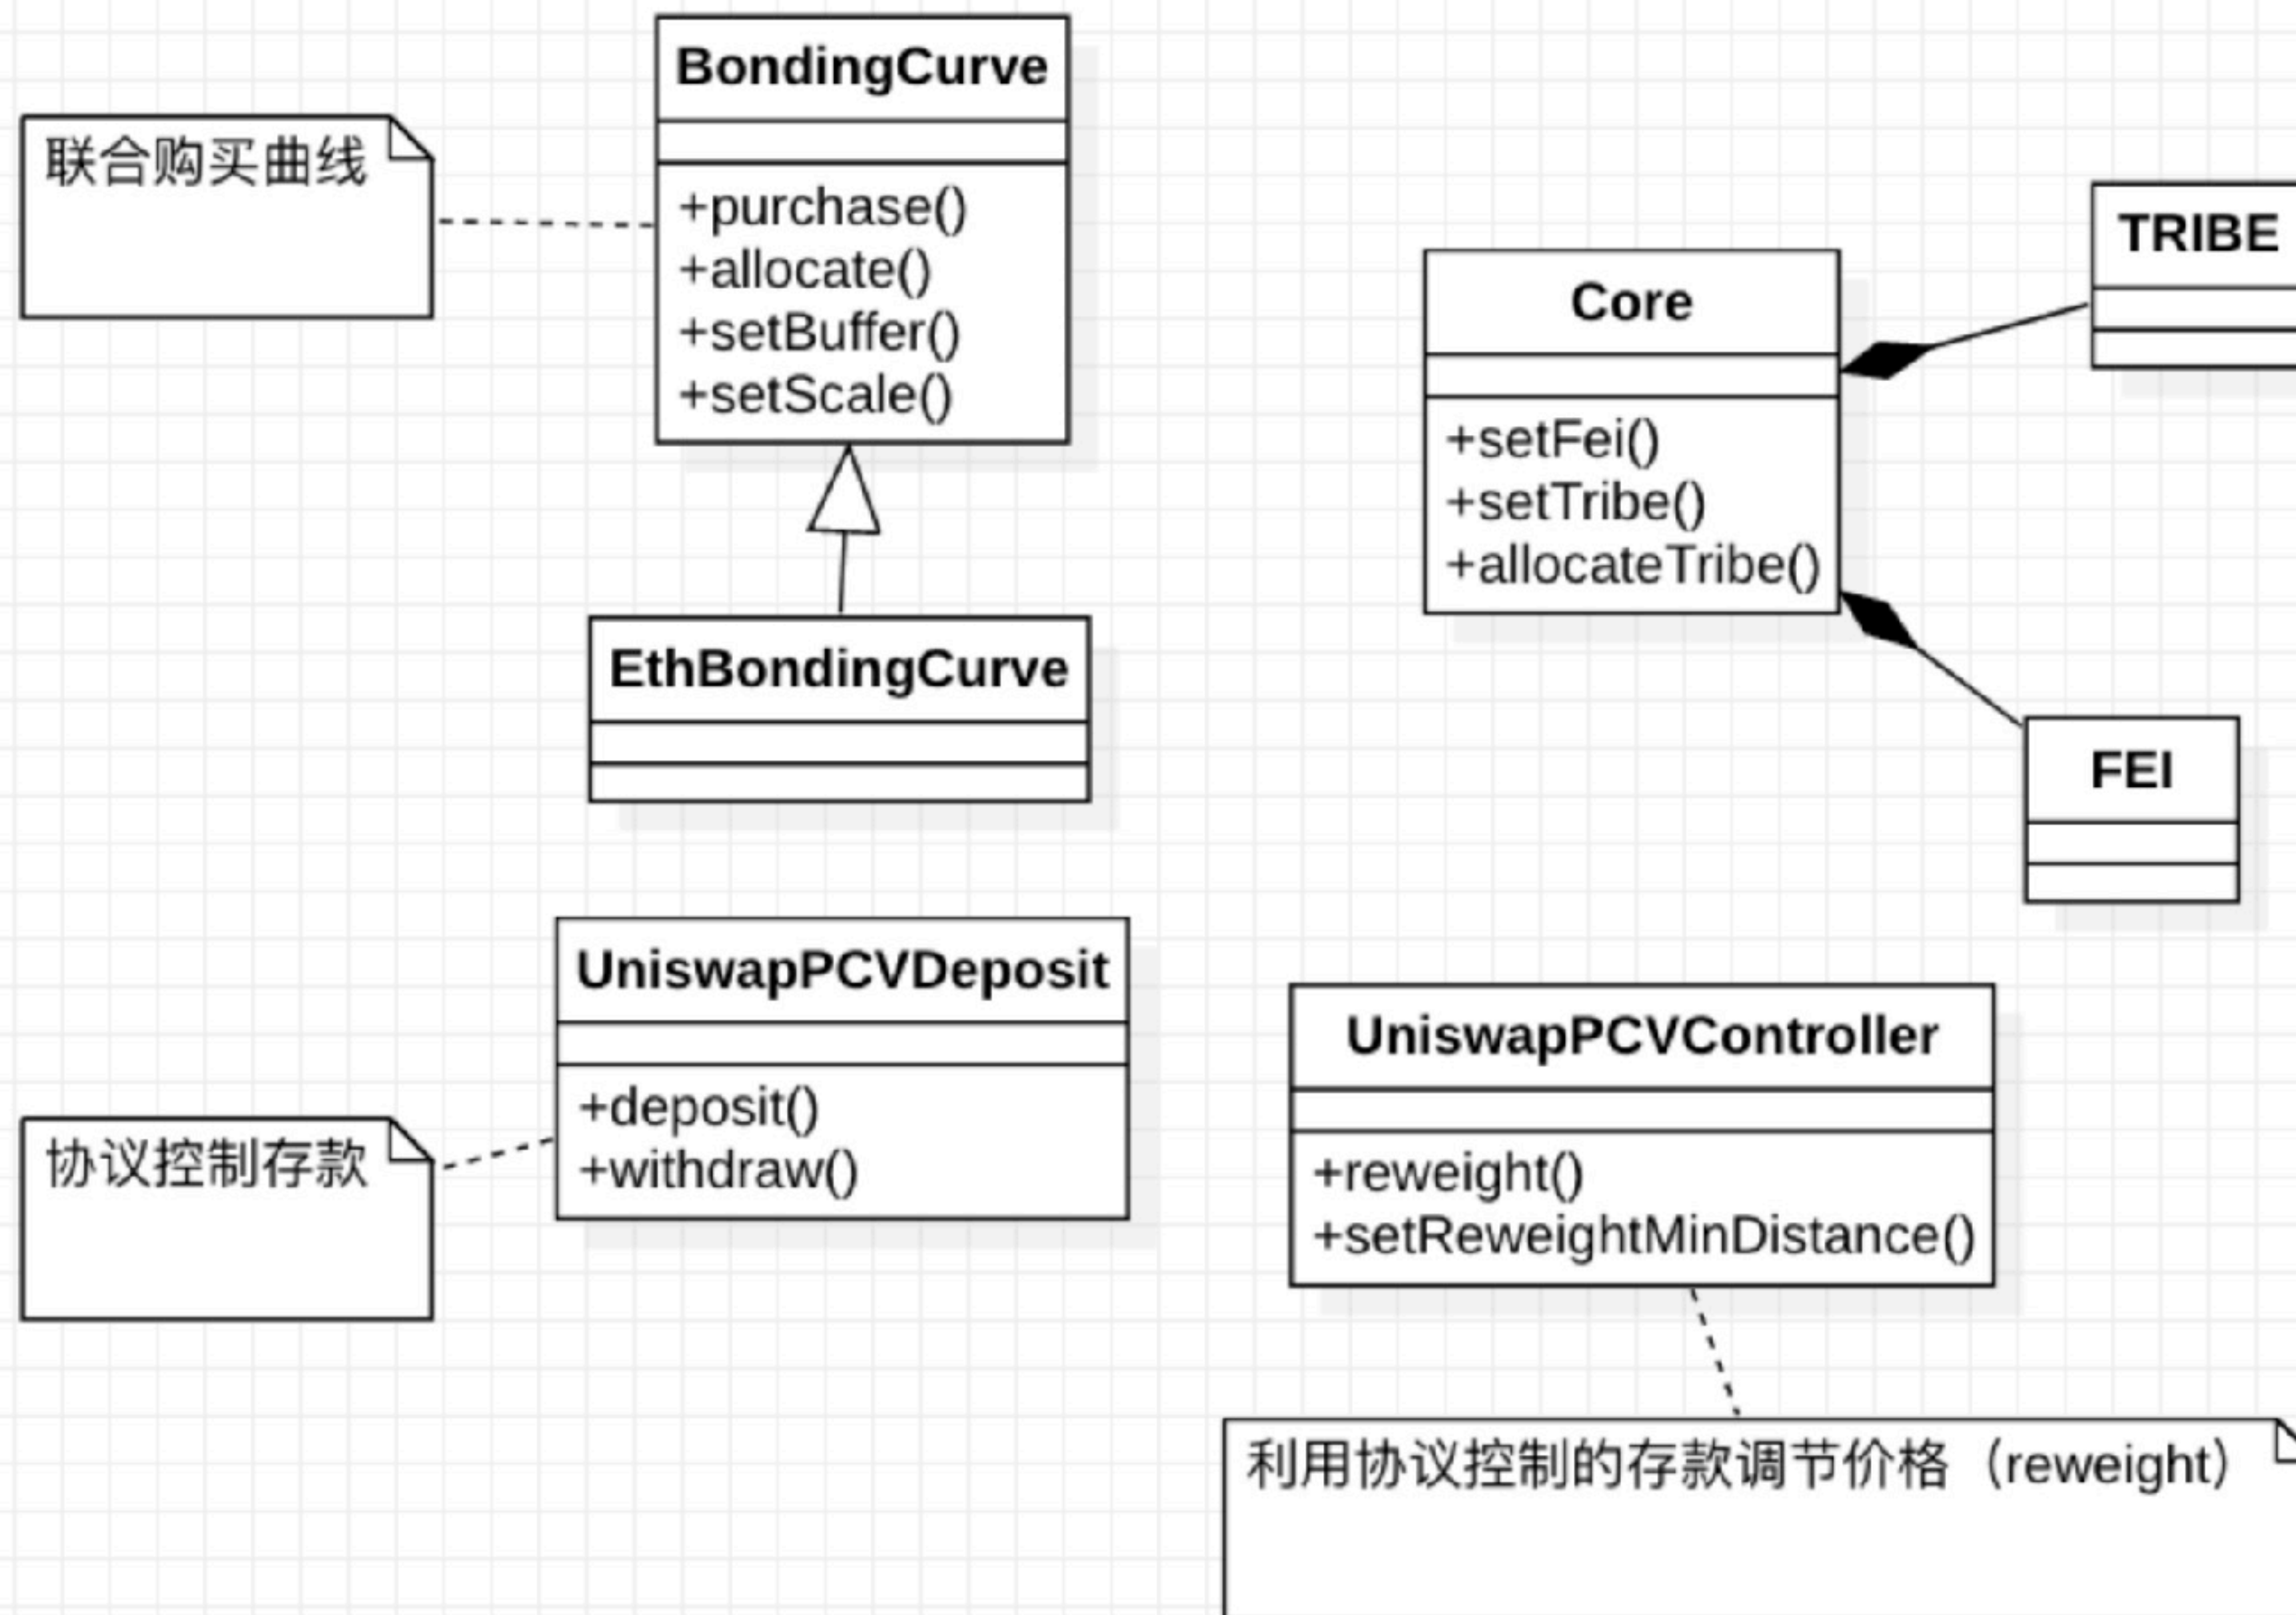 BondingCurve
联合购买曲线
+purchase()
+allocate()
+setBuffer()
+setScale()
TRIBE
Core
+setFei()
+setTribe()
+allocateTribe()
EthBondingCurve
FEI
UniswapPCVDeposit
+deposit()
+withdraw()
协议控制存款
UniswapPCVController
+reweight()
+setReweightMinDistance()
利用协议控制的存款调节价格（reweight）